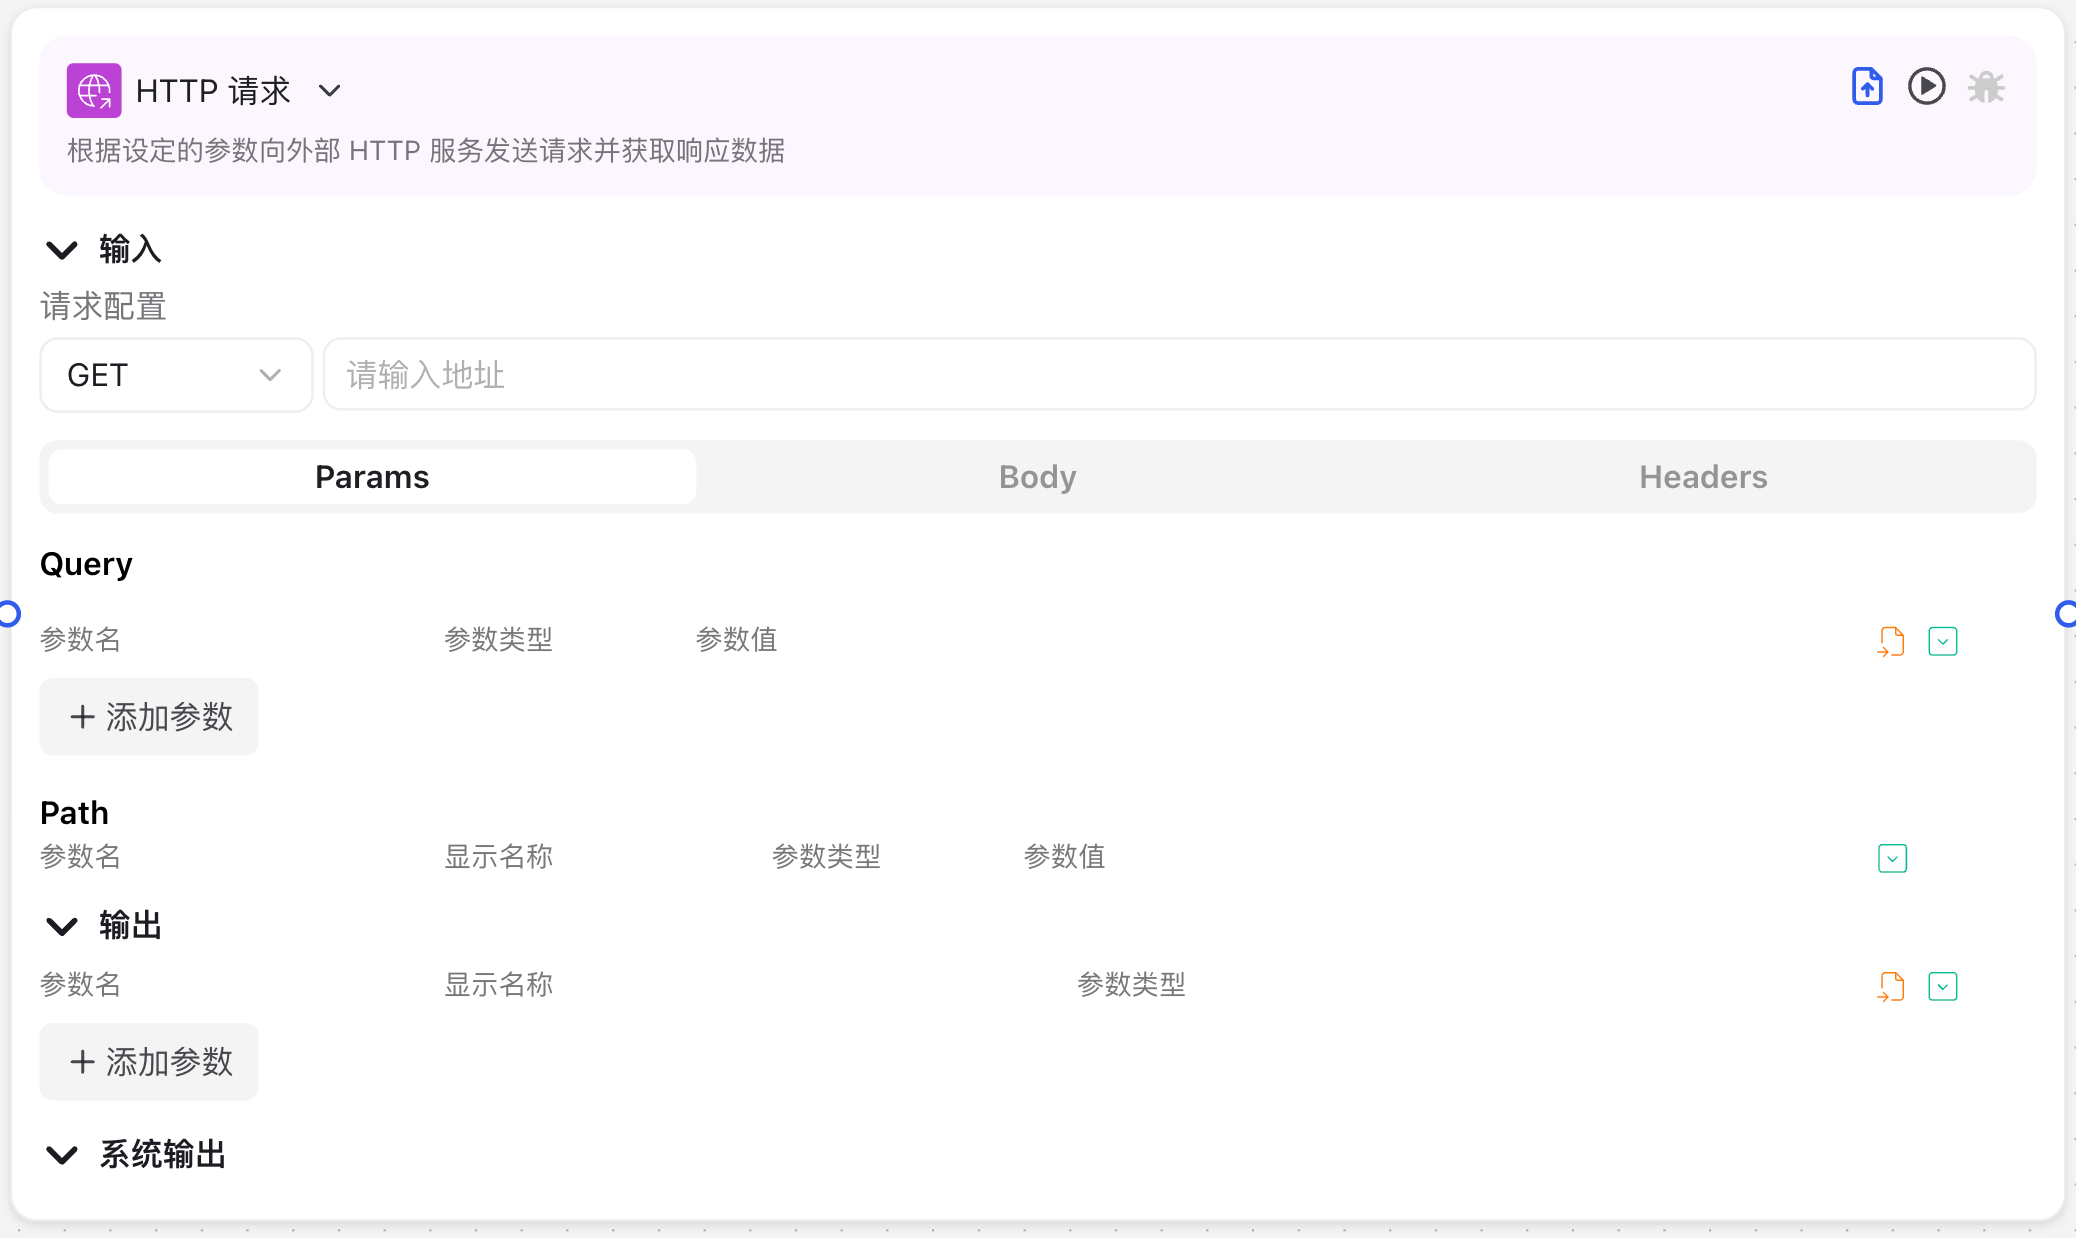 HTTP 请求
根据设定的参数向外部 HTTP 服务发送请求并获取响应数据
输入
请求配置
GET 请输入地址
Params Body Headers
Query
参数名 参数类型 参数值
+ 添加参数
Path
参数名 显示名称 参数类型 参数值
输出
参数名 显示名称 参数类型
+ 添加参数
系统输出